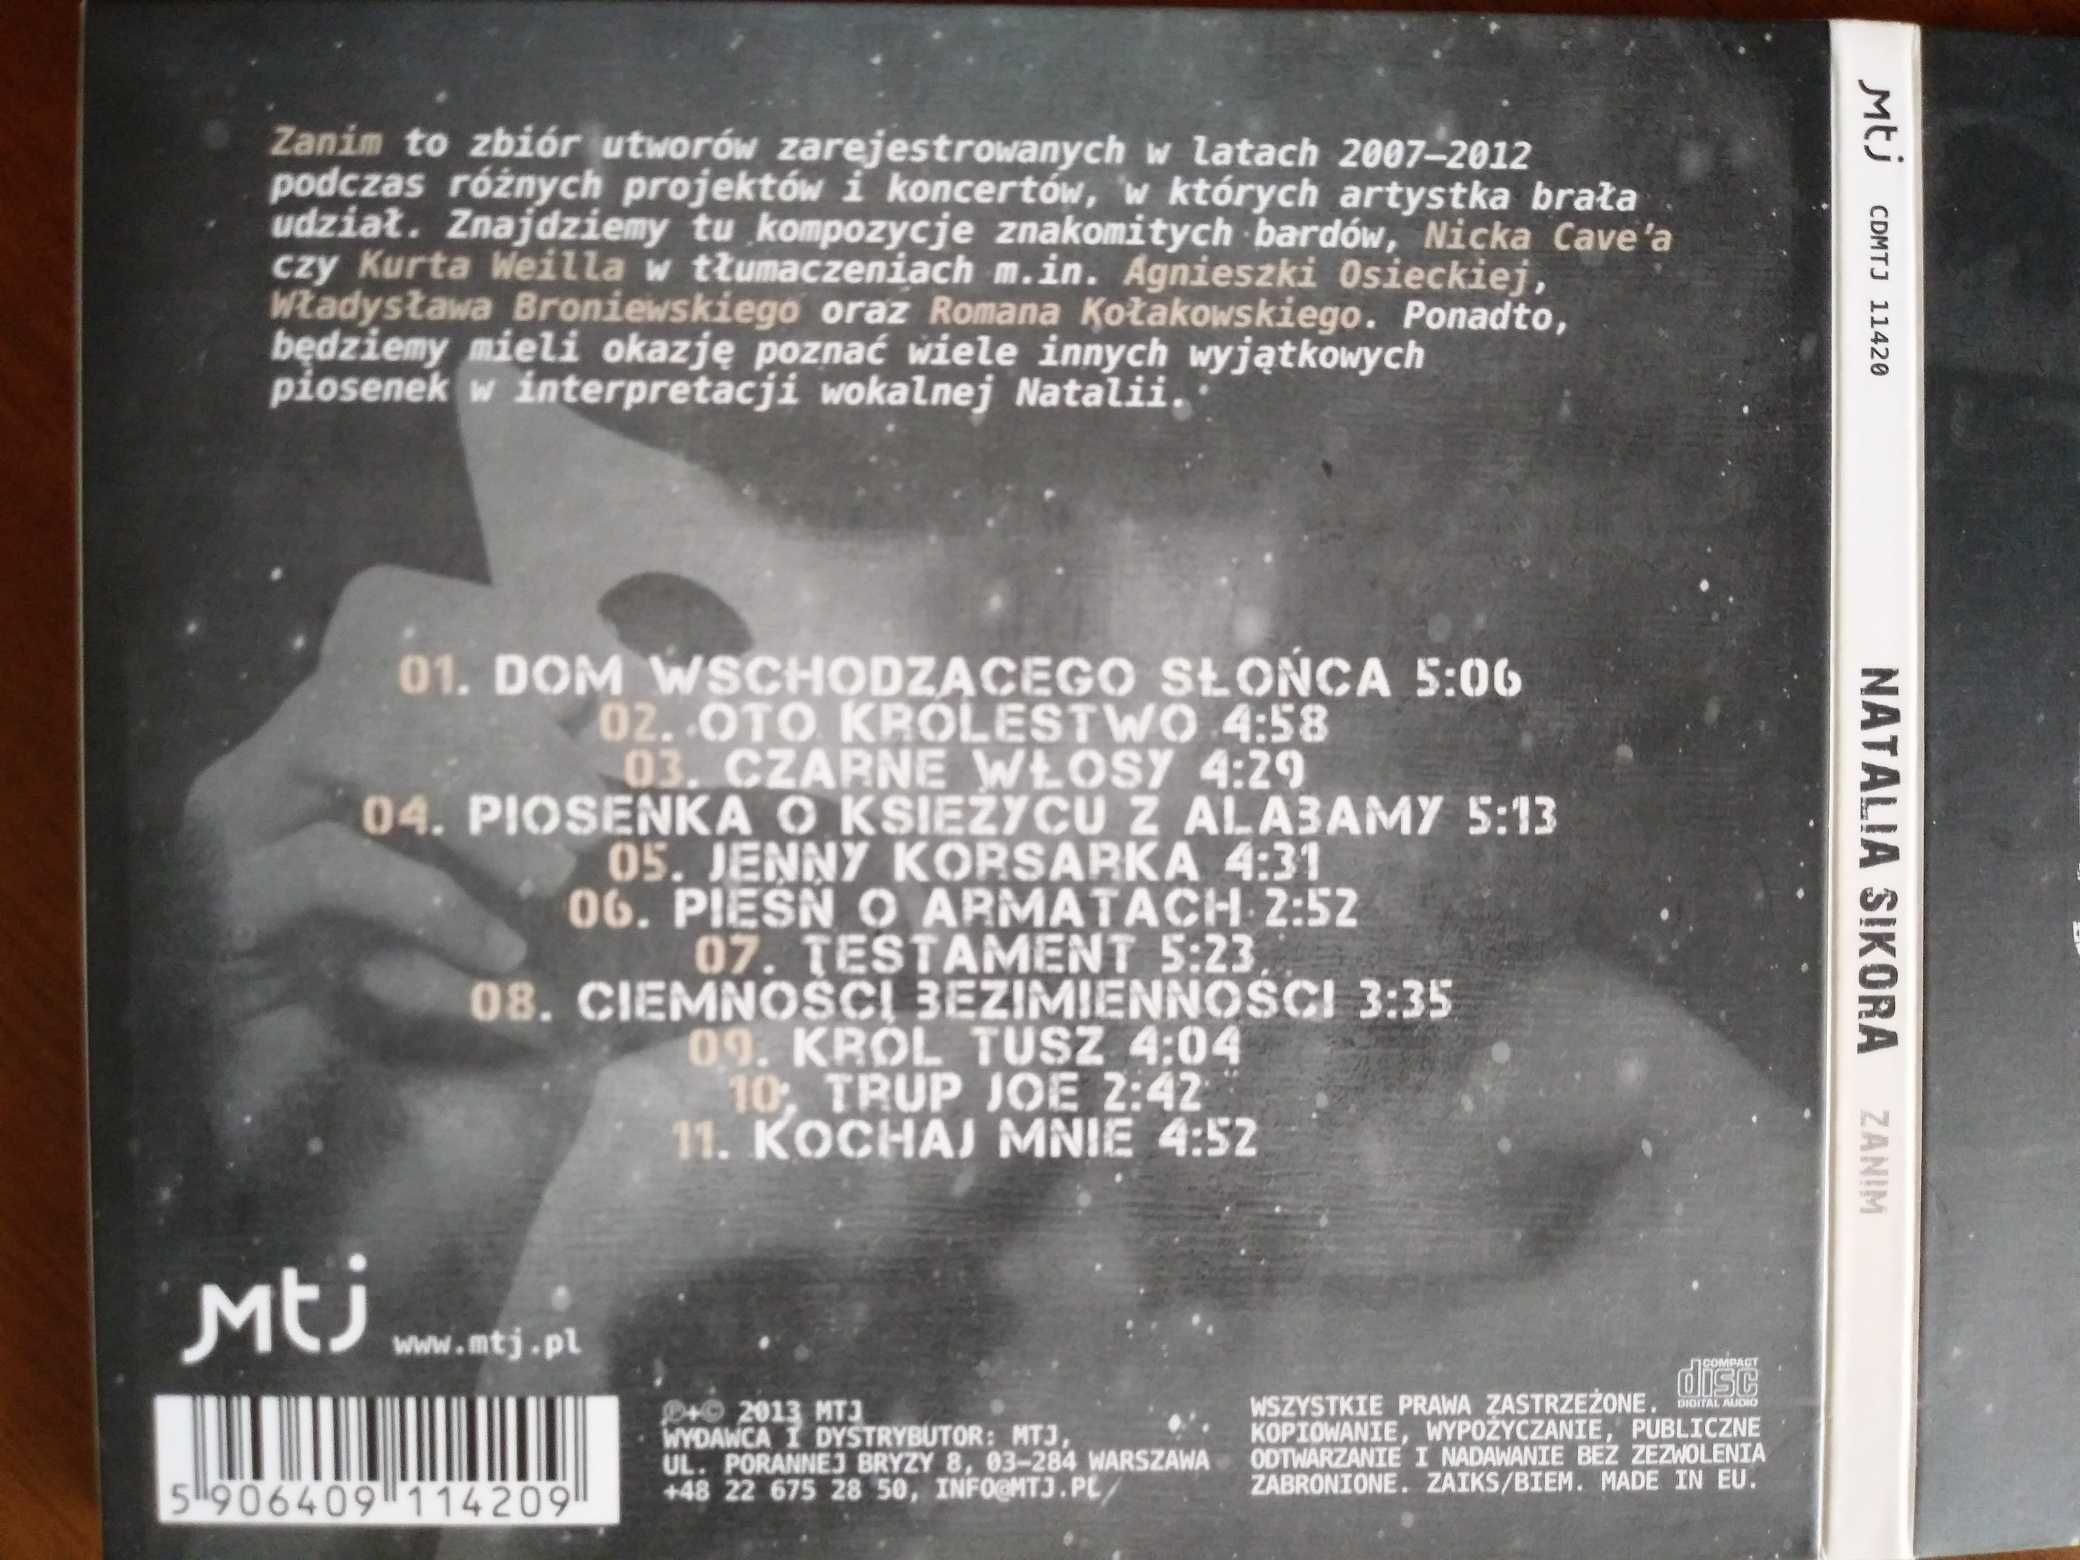 Zanim to zbiór utworów zarejestrowanych w latach 2007–2012
podczas różnych projektów i koncertów, w których artystka brała
udział. Znajdziemy tu kompozycje znakomitych bardów, Nicka Cave'a
czy Kurta Weilla w tłumaczeniach m.in. Agnieszki Osieckiej,
Władysława Broniewskiego oraz Romana Kołakowskiego. Ponadto,
będziemy mieli okazję poznać wiele innych wyjątkowych
piosenek w interpretacji wokalnej Natalii.
01. DOM WSCHODZĄCEGO SŁOŃCA 5:06
02. OTO KRÓLESTWO 4:58
03. CZARNE WŁOSY 4:29
04. PIOSENKA O KSIĘŻYCU Z ALABAMY 5:13
05. JENNY KORSARKA 4:31
06. PIEŚŃ O ARMATACH 2:52
07. TESTAMENT 5:23
08. CIEMNOŚCI BEZIMIENNOŚCI 3:35
09. KRÓL TUSZ 4:04
10. TRUP JOE 2:42
11. KOCHAJ MNIE 4:52
mtj www.mtj.pl
5 906409 114209
℗+© 2013 MTJ
WYDAWCA I DYSTRYBUTOR: MTJ,
UL. PORANNEJ BRYZY 8, 03-284 WARSZAWA
+48 22 675 28 50, INFO@MTJ.PL
WSZYSTKIE PRAWA ZASTRZEŻONE.
KOPIOWANIE, WYPOŻYCZANIE, PUBLICZNE
ODTWARZANIE I NADAWANIE BEZ ZEZWOLENIA
ZABRONIONE. ZAIKS/BIEM. MADE IN EU.
COMPACT
disc
DIGITAL AUDIO
mtj CDMTJ 11420 NATALIA SIKORA ZANIM